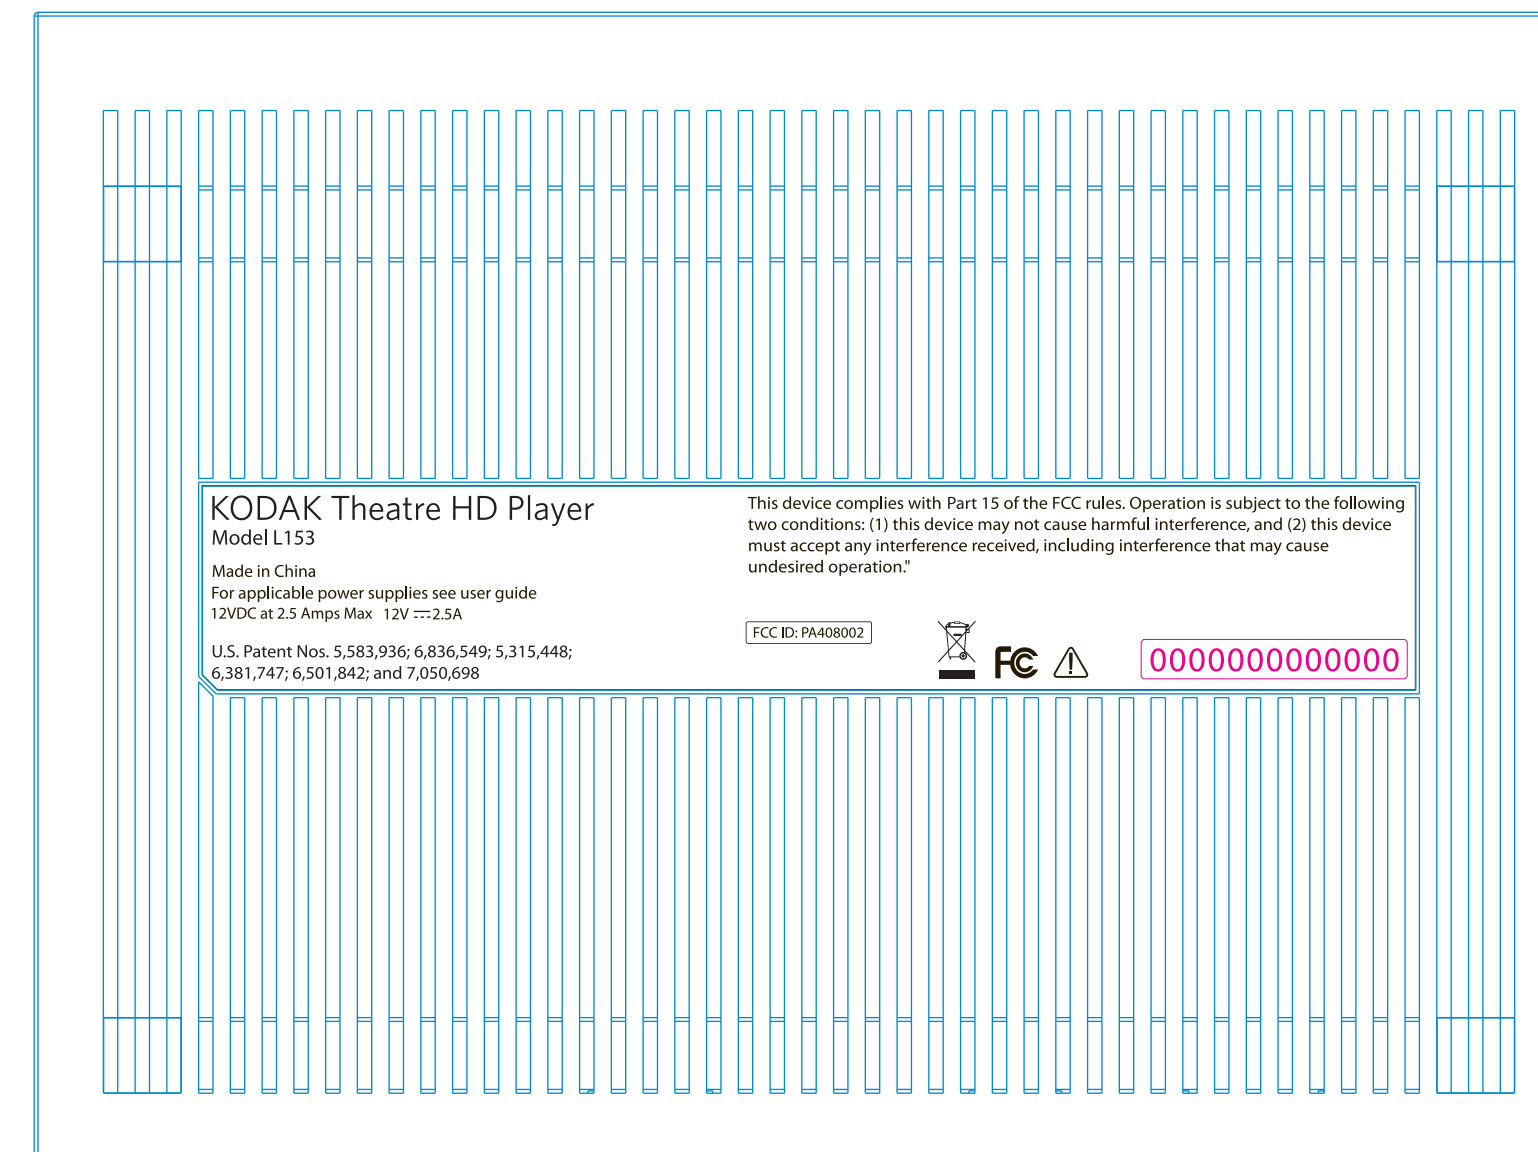 KODAK Theatre HD Player
Model L153
Made in China
For applicable power supplies see user guide
12VDC at 2.5 Amps Max 12V ⎓ 2.5A
U.S. Patent Nos. 5,583,936; 6,836,549; 5,315,448;
6,381,747; 6,501,842; and 7,050,698
This device complies with Part 15 of the FCC rules. Operation is subject to the following
two conditions: (1) this device may not cause harmful interference, and (2) this device
must accept any interference received, including interference that may cause
undesired operation."
FCC ID: PA408002
FC
0000000000000